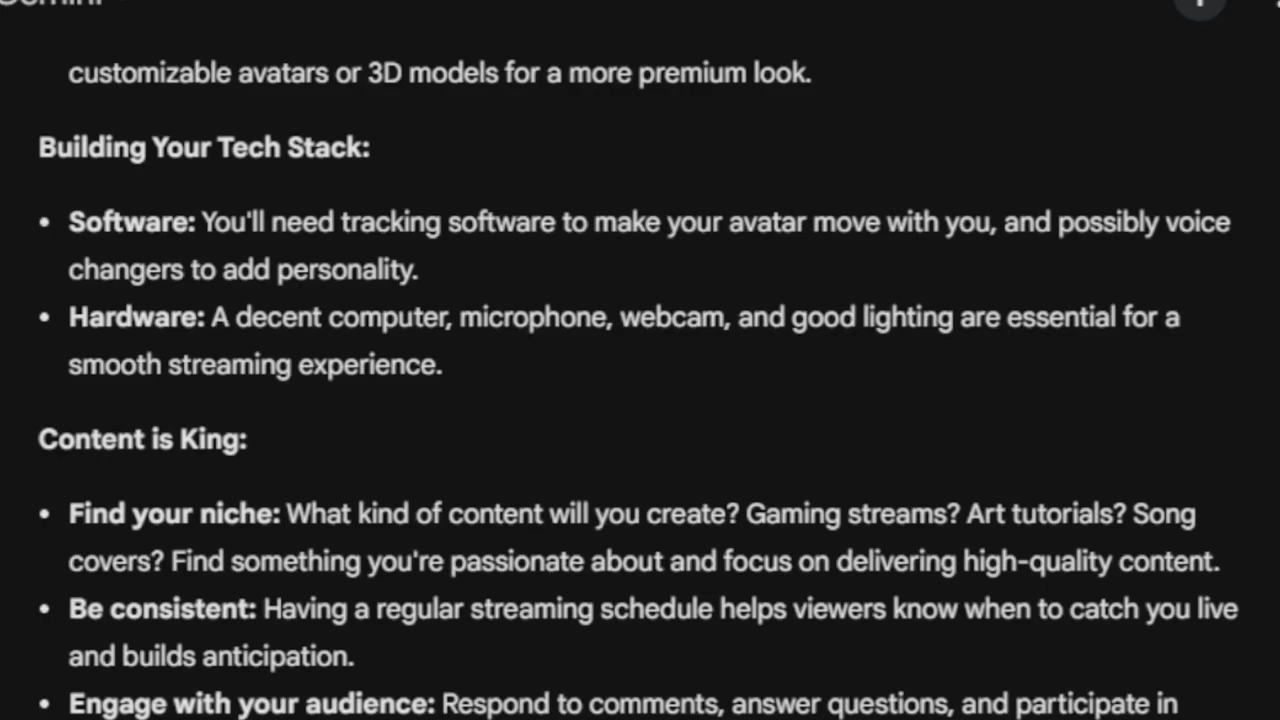 Gemini
customizable avatars or 3D models for a more premium look.
Building Your Tech Stack:
• Software: You'll need tracking software to make your avatar move with you, and possibly voice
changers to add personality.
• Hardware: A decent computer, microphone, webcam, and good lighting are essential for a
smooth streaming experience.
Content is King:
• Find your niche: What kind of content will you create? Gaming streams? Art tutorials? Song
covers? Find something you're passionate about and focus on delivering high-quality content.
• Be consistent: Having a regular streaming schedule helps viewers know when to catch you live
and builds anticipation.
• Engage with your audience: Respond to comments, answer questions, and participate in